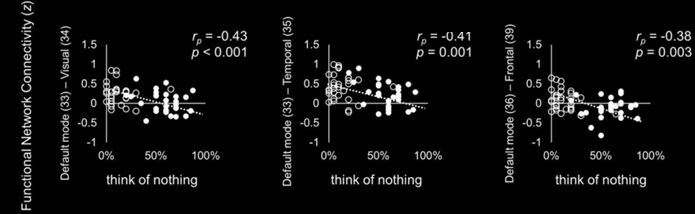 Functional Network Connectivity (z)
Default mode (33) – Visual (34)
r_p = -0.43
p < 0.001
1.5
1
0.5
0
-0.5
-1
0% 50% 100%
think of nothing
Default mode (33) – Temporal (35)
r_p = -0.41
p = 0.001
1.5
1
0.5
0
-0.5
-1
0% 50% 100%
think of nothing
Default mode (36) – Frontal (39)
r_p = -0.38
p = 0.003
1.5
1
0.5
0
-0.5
-1
0% 50% 100%
think of nothing